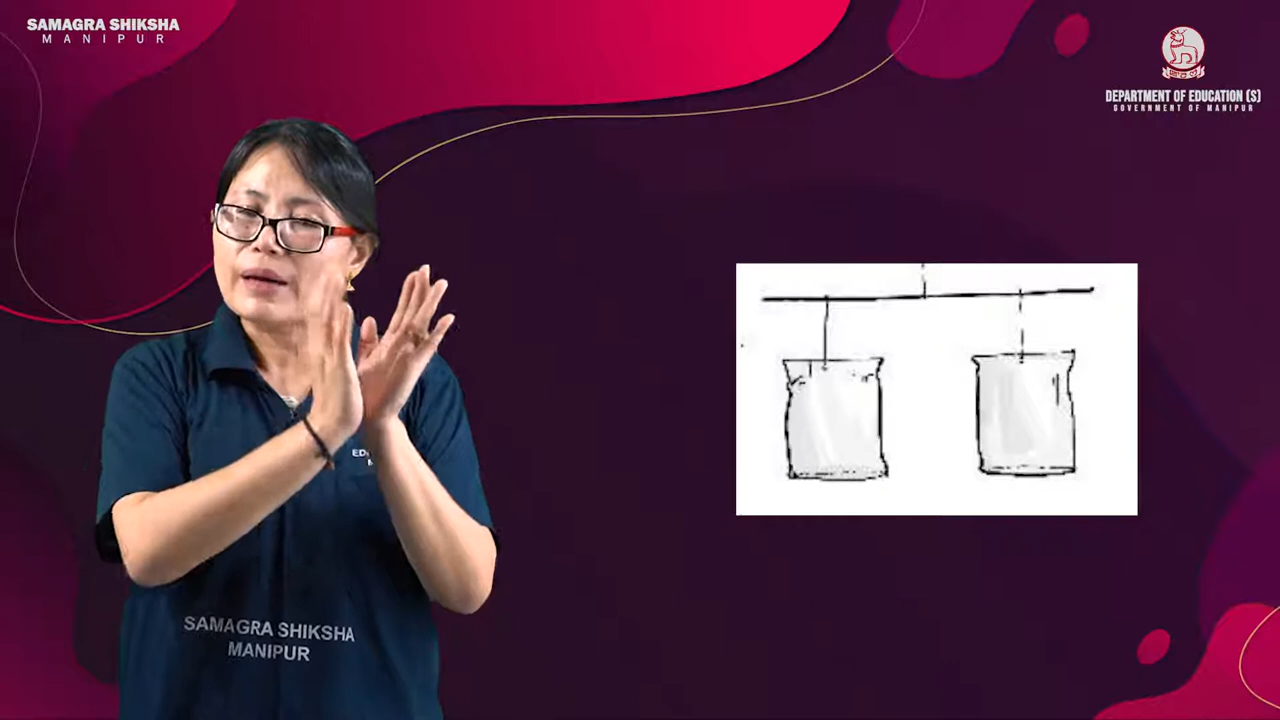 SAMAGRA SHIKSHA
MANIPUR
DEPARTMENT OF EDUCATION (S)
GOVERNMENT OF MANIPUR
SAMAGRA SHIKSHA
MANIPUR